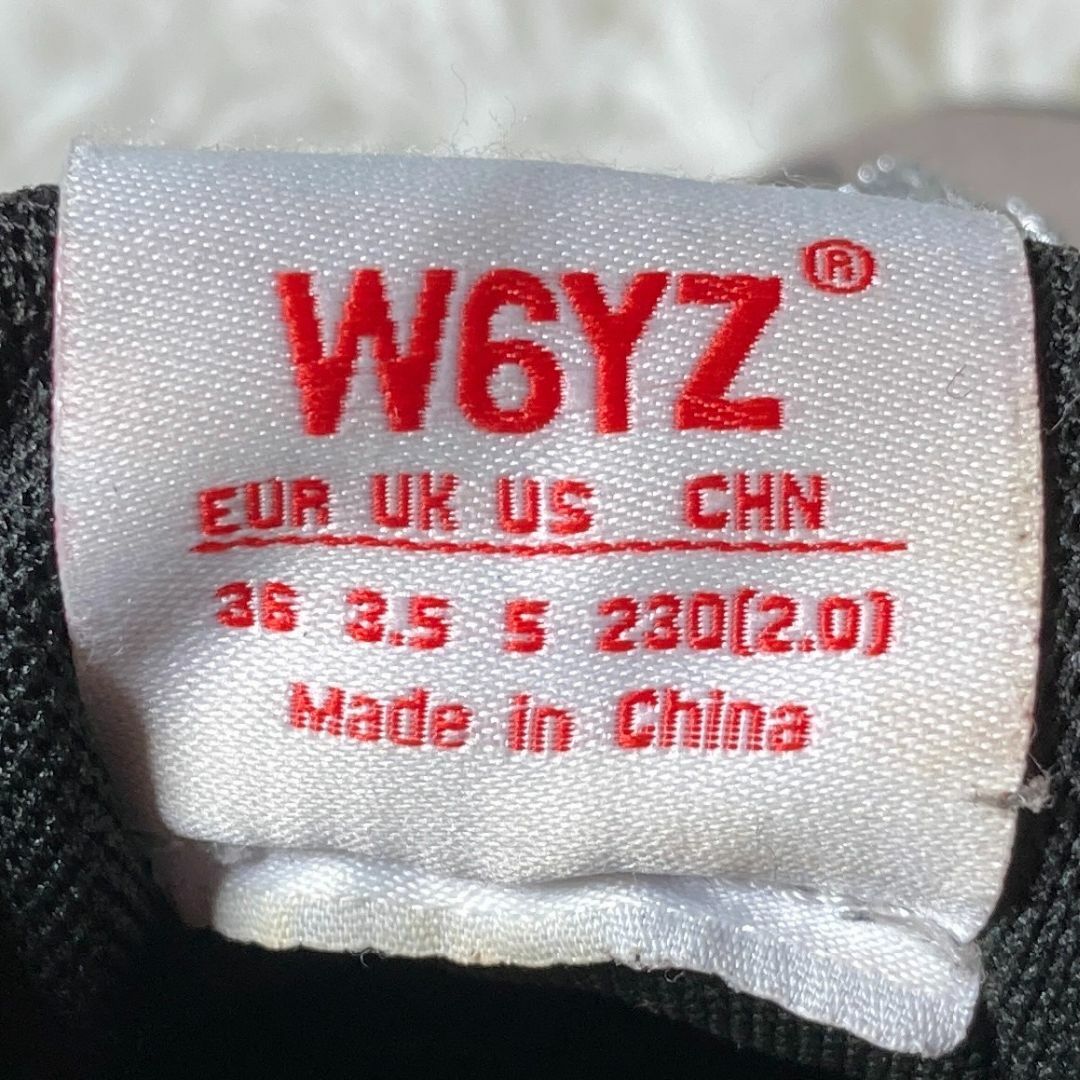 W6YZ®
EUR UK US CHN
36 3.5 5 230(2.0)
Made in China